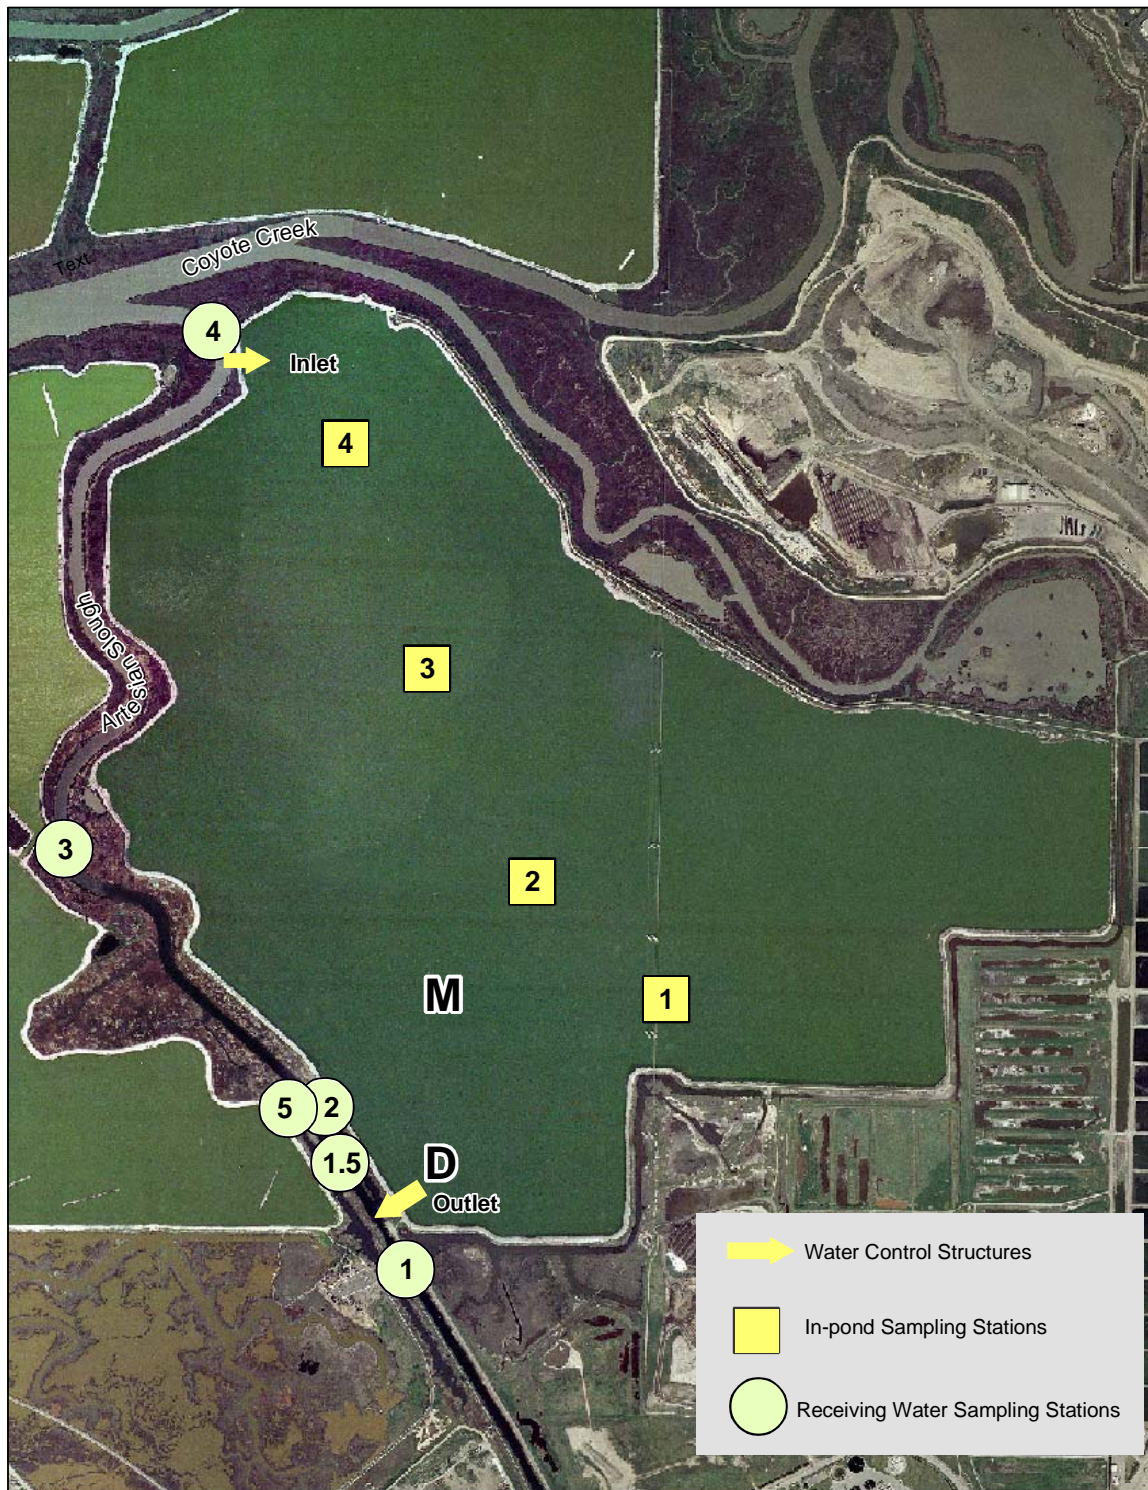 Coyote Creek
Text
4
Inlet
4
Artesian Slough
3
3
2
M
1
5
2
1.5
D
Outlet
1
Water Control Structures
In-pond Sampling Stations
Receiving Water Sampling Stations